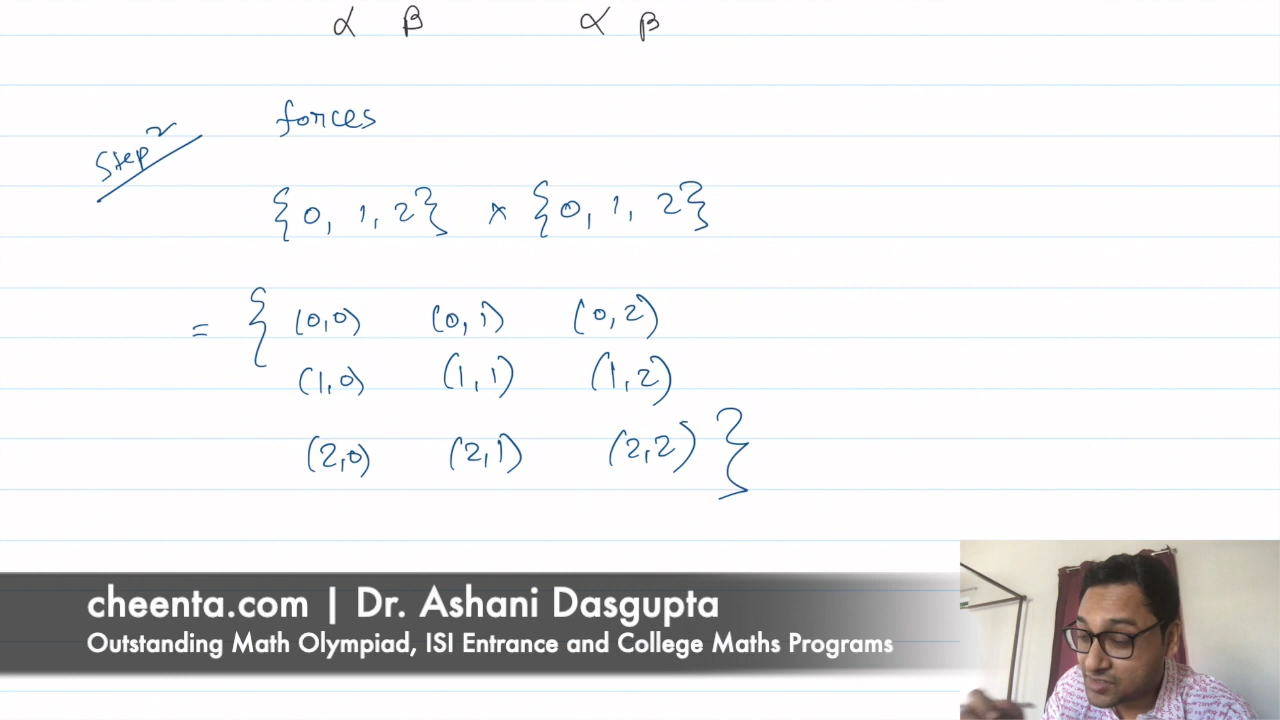 α β α β
Step 2
forces
{0, 1, 2} × {0, 1, 2}
= { (0,0) (0,1) (0,2)
(1,0) (1,1) (1,2)
(2,0) (2,1) (2,2) }
cheenta.com | Dr. Ashani Dasgupta
Outstanding Math Olympiad, ISI Entrance and College Maths Programs